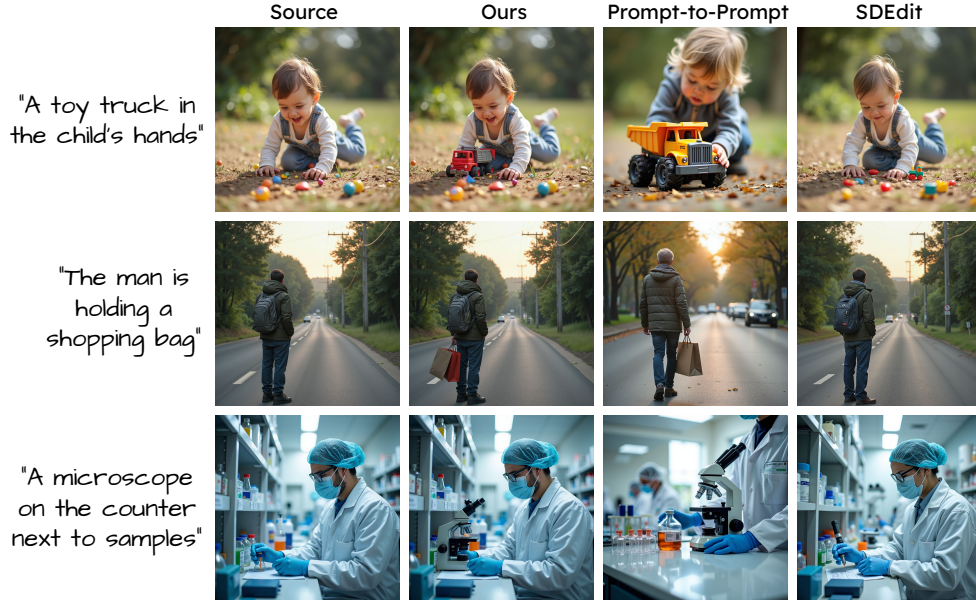 Source Ours Prompt-to-Prompt SDEdit
"A toy truck in
the child's hands"
"The man is
holding a
shopping bag"
"A microscope
on the counter
next to samples"